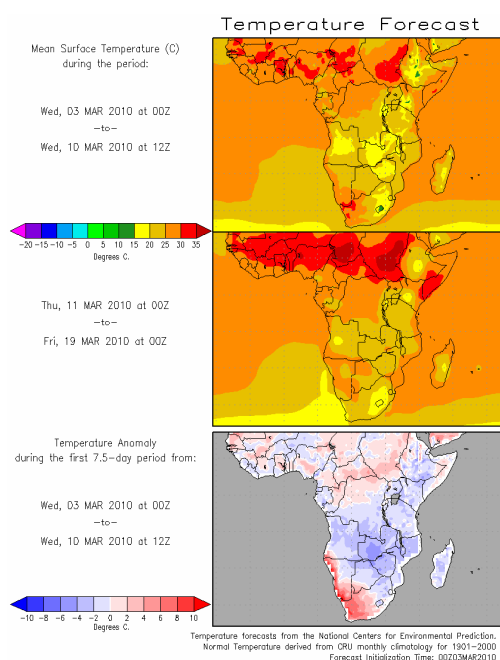 Temperature Forecast
Mean Surface Temperature (C)
during the period:
Wed, 03 MAR 2010 at 00Z
-to-
Wed, 10 MAR 2010 at 12Z
-20 -15 -10 -5 0 5 10 15 20 25 30 35
Degrees C.
Thu, 11 MAR 2010 at 00Z
-to-
Fri, 19 MAR 2010 at 00Z
Temperature Anomaly
during the first 7.5-day period from:
Wed, 03 MAR 2010 at 00Z
-to-
Wed, 10 MAR 2010 at 12Z
-10 -8 -6 -4 -2 0 2 4 6 8 10
Degrees C.
Temperature forecasts from the National Centers for Environmental Prediction.
Normal Temperature derived from CRU monthly climatology for 1901-2000
Forecast Initialization Time: 00Z03MAR2010